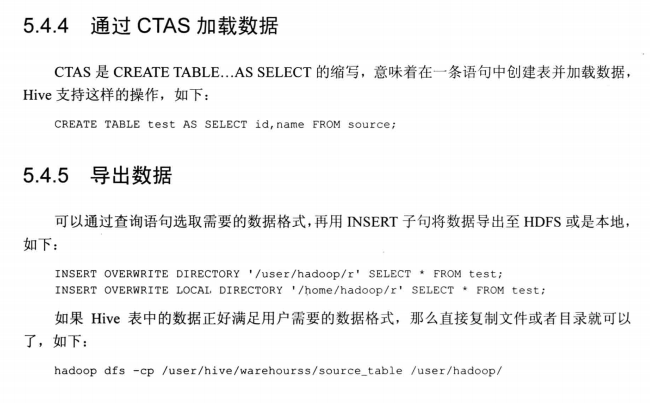 5.4.4 通过 CTAS 加载数据
CTAS 是 CREATE TABLE…AS SELECT 的缩写，意味着在一条语句中创建表并加载数据，
Hive 支持这样的操作，如下：
CREATE TABLE test AS SELECT id,name FROM source;
5.4.5 导出数据
可以通过查询语句选取需要的数据格式，再用 INSERT 子句将数据导出至 HDFS 或是本地，
如下：
INSERT OVERWRITE DIRECTORY '/user/hadoop/r' SELECT * FROM test;
INSERT OVERWRITE LOCAL DIRECTORY '/home/hadoop/r' SELECT * FROM test;
如果 Hive 表中的数据正好满足用户需要的数据格式，那么直接复制文件或者目录就可以
了，如下：
hadoop dfs -cp /user/hive/warehourss/source_table /user/hadoop/